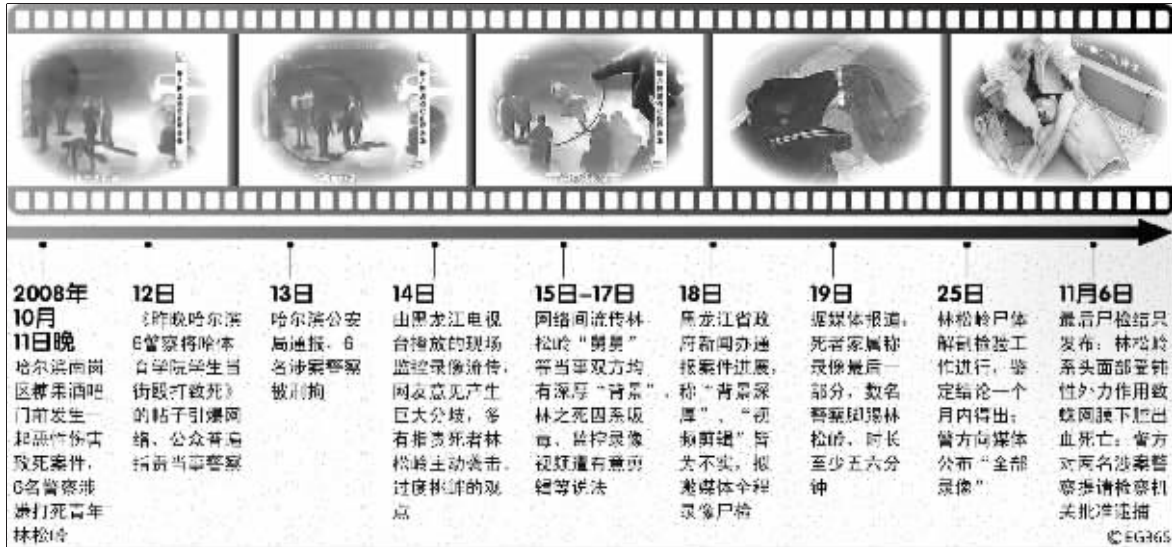 2008年
10月
11日晚
哈尔滨南岗
区糖果酒吧
门前发生一
起恶性伤害
致死案件，
6名警察涉
嫌打死青年
林松岭
12日
《昨晚哈尔滨
6警察将哈体
育学院学生当
街殴打致死》
的帖子引爆网
络，公众普遍
指责当事警察
13日
哈尔滨公安
局通报，6
名涉案警察
被刑拘
14日
由黑龙江电视
台播放的现场
监控录像流传，
网友意见产生
巨大分歧，多
有指责死者林
松岭主动袭击、
过度挑衅的观
点
15日-17日
网络间流传林
松岭“舅舅”
等当事双方均
有深厚“背景”，
林之死因系吸
毒，监控录像
视频遭有意剪
辑等说法
18日
黑龙江省政
府新闻办通
报案件进展，
称“背景深
厚”、“视
频剪辑”皆
为不实，拟
邀媒体全程
录像尸检
19日
据媒体报道，
死者家属称
录像最后一
部分，数名
警察脚踢林
松岭，时长
至少五六分
钟
25日
林松岭尸体
解剖检验工
作进行，鉴
定结论一个
月内得出；
警方向媒体
公布“全部
录像”
11月6日
最后尸检结果
发布：林松岭
系头面部受钝
性外力作用致
蛛网膜下腔出
血死亡；警方
对两名涉案警
察提请检察机
关批准逮捕